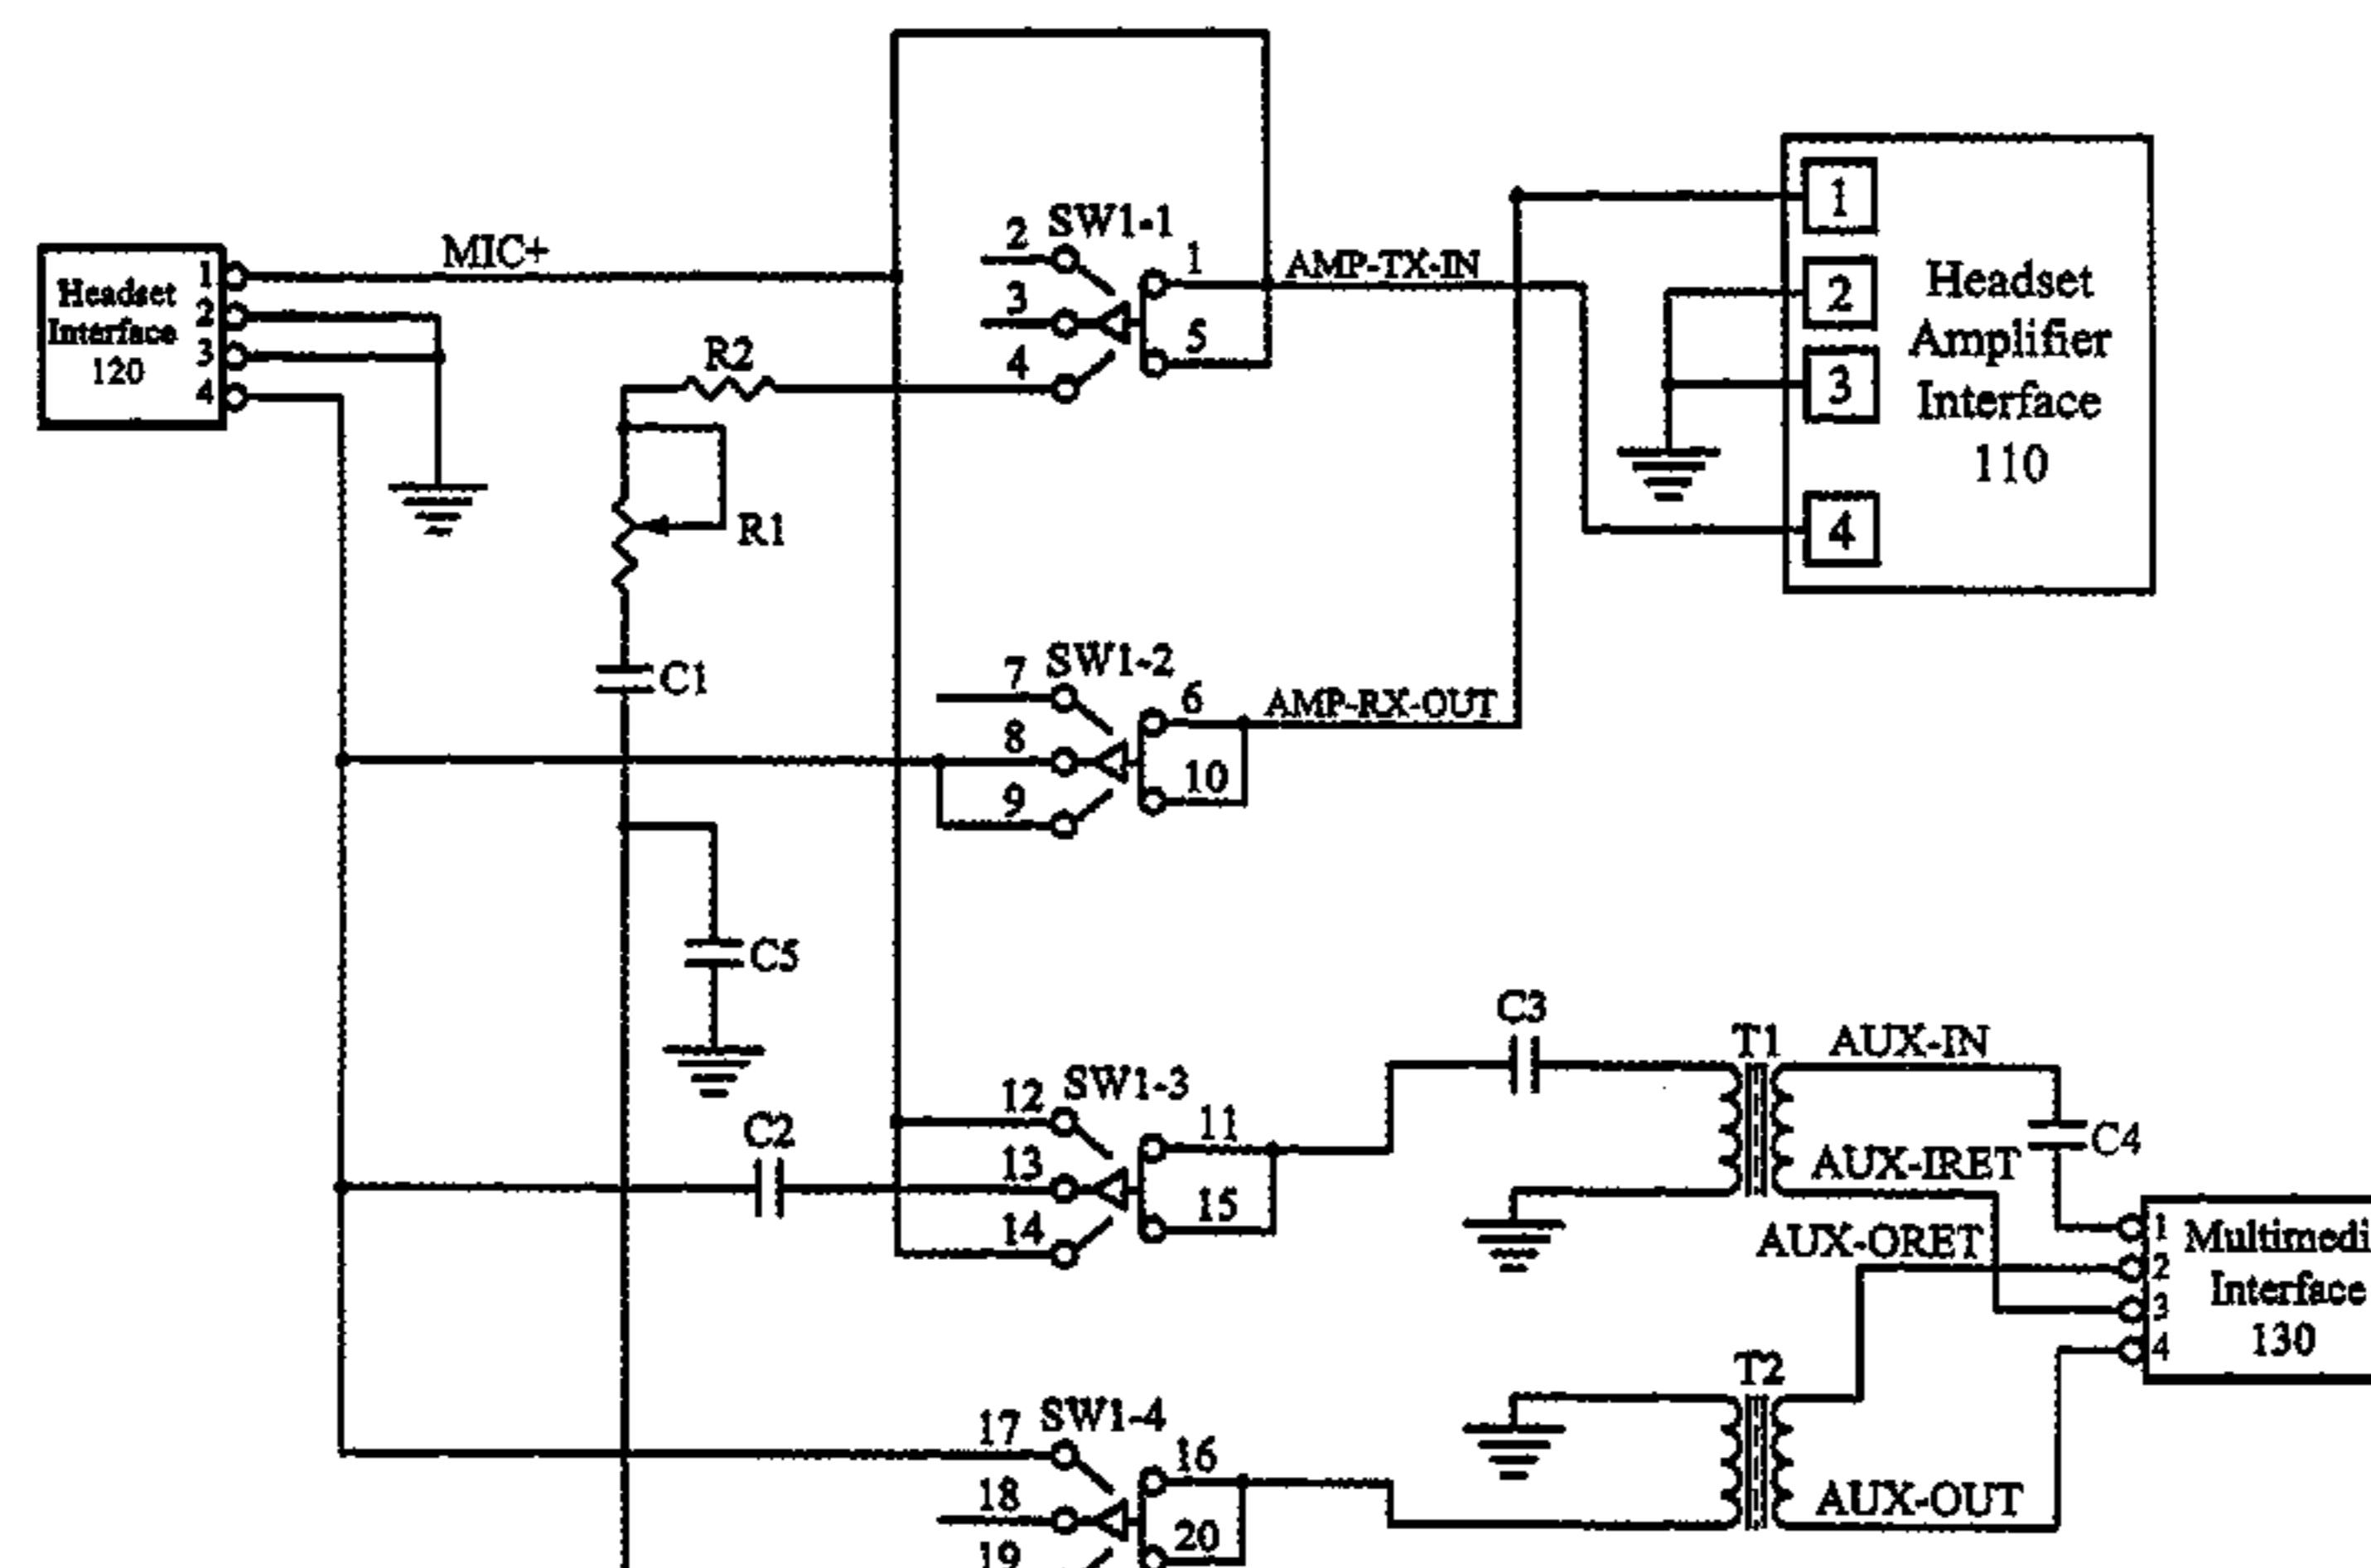 MIC+
Headset
Interface
120
1
2
3
4
R2
R1
C1
C5
C2
SW1-1
2
3
4
1
5
AMP-TX-IN
1
2
3
4
Headset
Amplifier
Interface
110
SW1-2
7
8
9
6
10
AMP-RX-OUT
SW1-3
12
13
14
11
15
C3
T1
AUX-IN
AUX-IRET
C4
AUX-ORET
1
2
3
4
Multimedi
Interface
130
SW1-4
17
18
19
16
20
T2
AUX-OUT